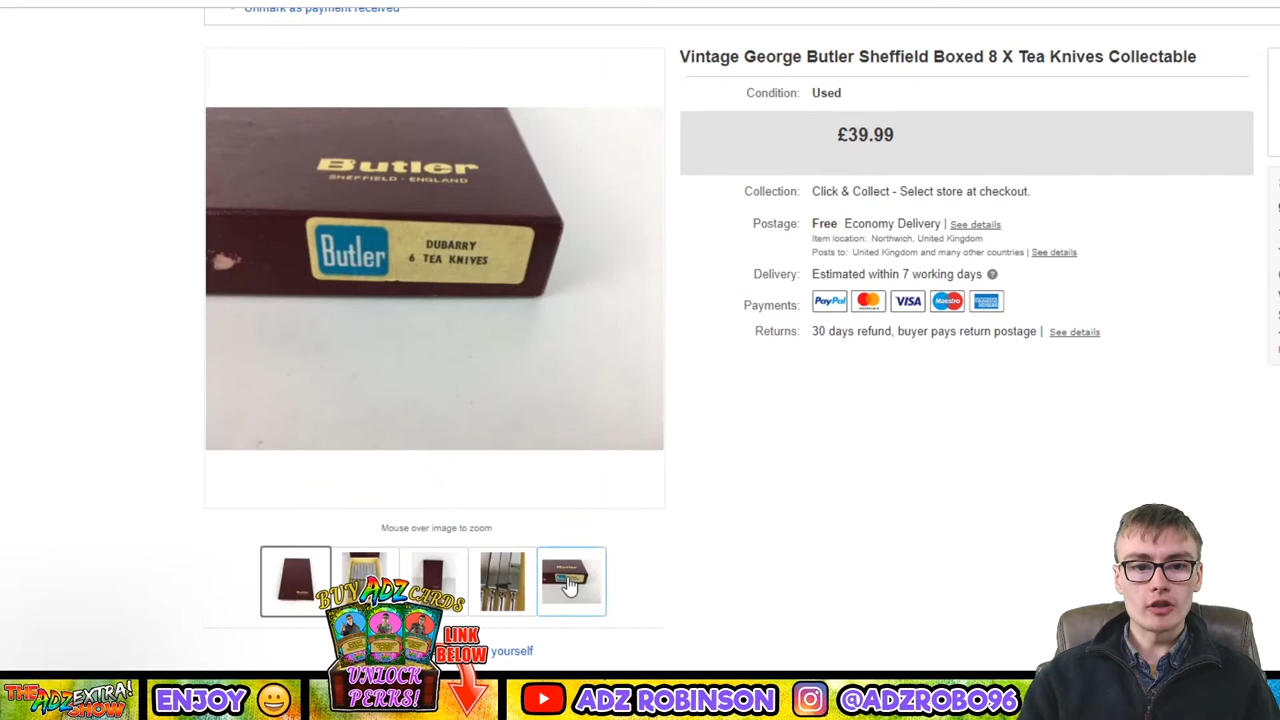 Unmark as payment received
Vintage George Butler Sheffield Boxed 8 X Tea Knives Collectable
Condition: Used
£39.99
Collection: Click & Collect - Select store at checkout.
Postage: Free Economy Delivery | See details
Item location: Northwich, United Kingdom
Posts to: United Kingdom and many other countries | See details
Delivery: Estimated within 7 working days
Payments: PayPal VISA Maestro
Returns: 30 days refund, buyer pays return postage | See details
Butler
SHEFFIELD · ENGLAND
Butler
DUBARRY
6 TEA KNIVES
Mouse over image to zoom
yourself
BUY ADZ CARDS
UNLOCK
PERKS!
LINK
BELOW
THE ADZ EXTRA!
SHOW
ENJOY
ADZ ROBINSON
@ADZROBO96